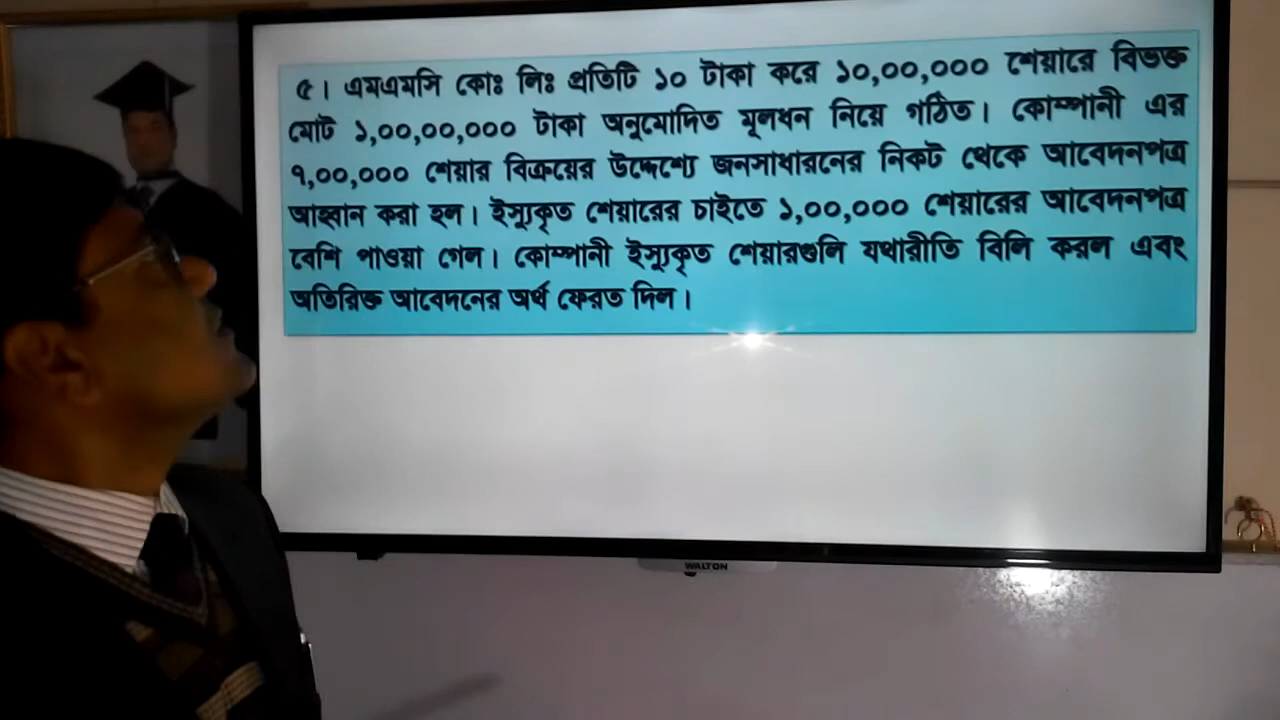 ৫। এমএমসি কোঃ লিঃ প্রতিটি ১০ টাকা করে ১০,০০,০০০ শেয়ারে বিভক্ত
মোট ১,০০,০০,০০০ টাকা অনুমোদিত মূলধন নিয়ে গঠিত। কোম্পানী এর
৭,০০,০০০ শেয়ার বিক্রয়ের উদ্দেশ্যে জনসাধারনের নিকট থেকে আবেদনপত্র
আহ্বান করা হল। ইস্যুকৃত শেয়ারের চাইতে ১,০০,০০০ শেয়ারের আবেদনপত্র
বেশি পাওয়া গেল। কোম্পানী ইস্যুকৃত শেয়ারগুলি যথারীতি বিলি করল এবং
অতিরিক্ত আবেদনের অর্থ ফেরত দিল।
WALTON